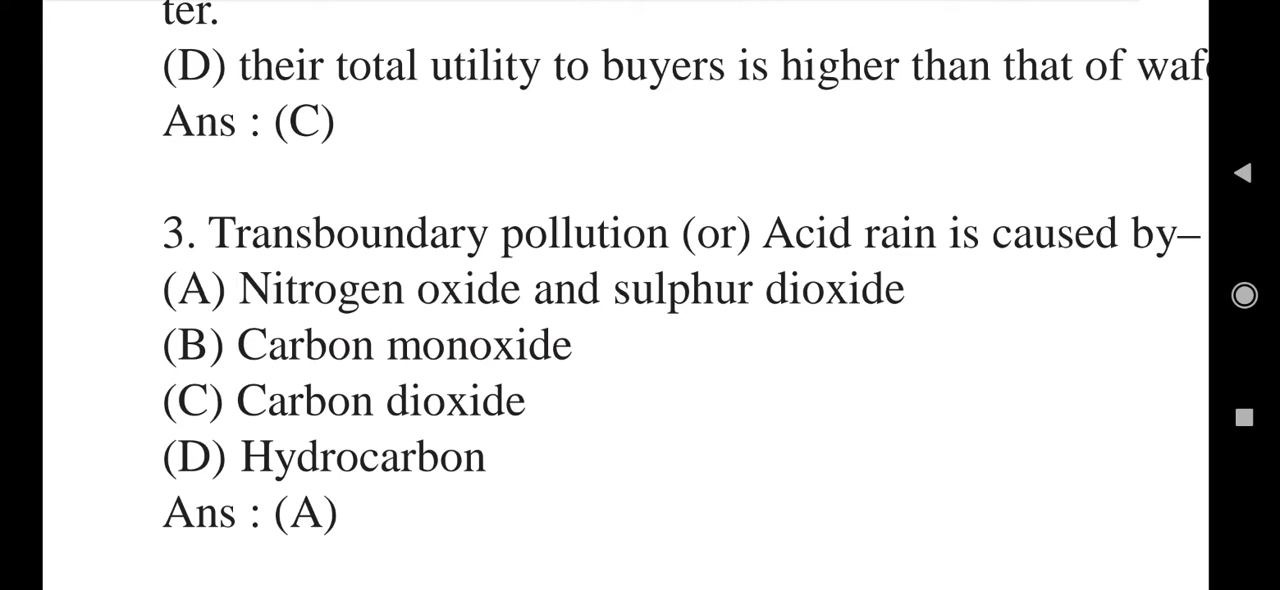 ter.
(D) their total utility to buyers is higher than that of
Ans : (C)
3. Transboundary pollution (or) Acid rain is caused by–
(A) Nitrogen oxide and sulphur dioxide
(B) Carbon monoxide
(C) Carbon dioxide
(D) Hydrocarbon
Ans : (A)